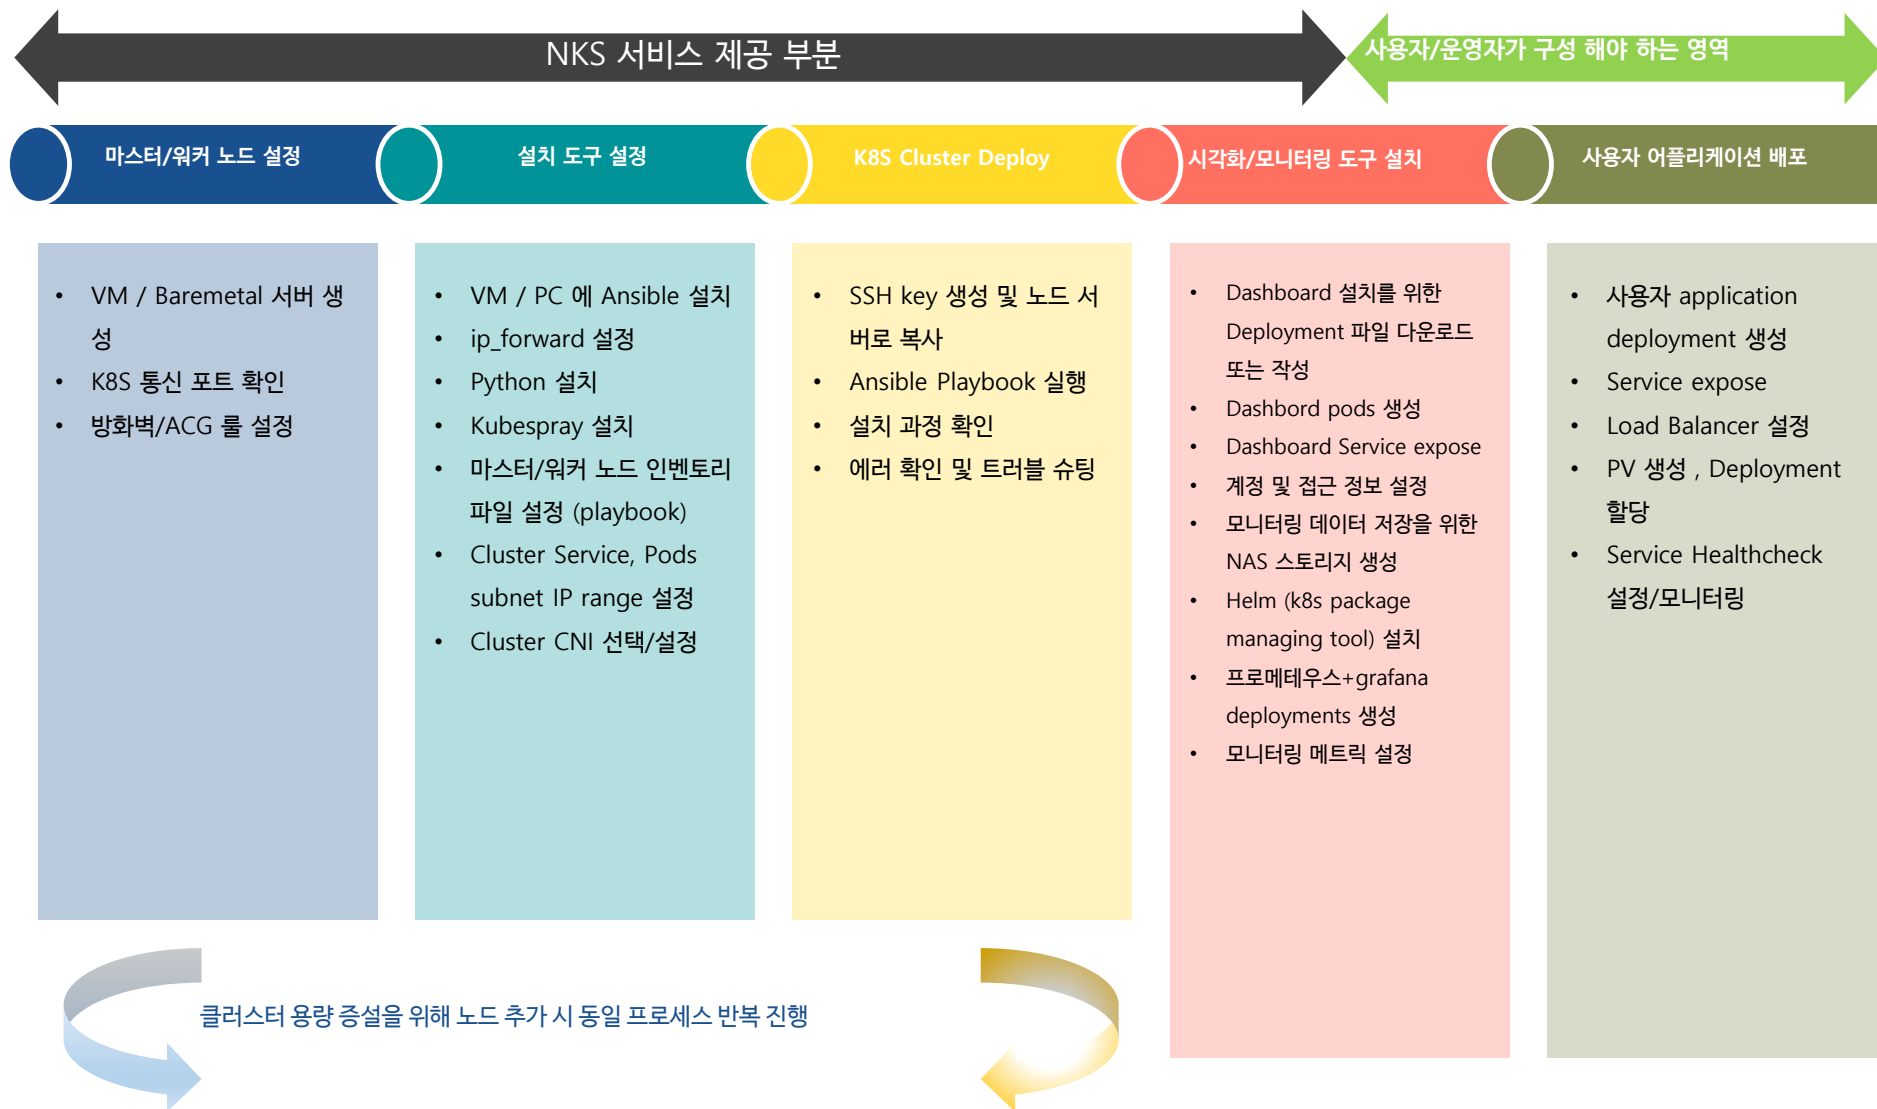 NKS 서비스 제공 부분
사용자/운영자가 구성 해야 하는 영역
마스터/워커 노드 설정
설치 도구 설정
K8S Cluster Deploy
시각화/모니터링 도구 설치
사용자 어플리케이션 배포
• VM / Baremetal 서버 생
성
• K8S 통신 포트 확인
• 방화벽/ACG 룰 설정
• VM / PC 에 Ansible 설치
• ip_forward 설정
• Python 설치
• Kubespray 설치
• 마스터/워커 노드 인벤토리
파일 설정 (playbook)
• Cluster Service, Pods
subnet IP range 설정
• Cluster CNI 선택/설정
• SSH key 생성 및 노드 서
버로 복사
• Ansible Playbook 실행
• 설치 과정 확인
• 에러 확인 및 트러블 슈팅
• Dashboard 설치를 위한
Deployment 파일 다운로드
또는 작성
• Dashbord pods 생성
• Dashboard Service expose
• 계정 및 접근 정보 설정
• 모니터링 데이터 저장을 위한
NAS 스토리지 생성
• Helm (k8s package
managing tool) 설치
• 프로메테우스+grafana
deployments 생성
• 모니터링 메트릭 설정
• 사용자 application
deployment 생성
• Service expose
• Load Balancer 설정
• PV 생성 , Deployment
할당
• Service Healthcheck
설정/모니터링
클러스터 용량 증설을 위해 노드 추가 시 동일 프로세스 반복 진행